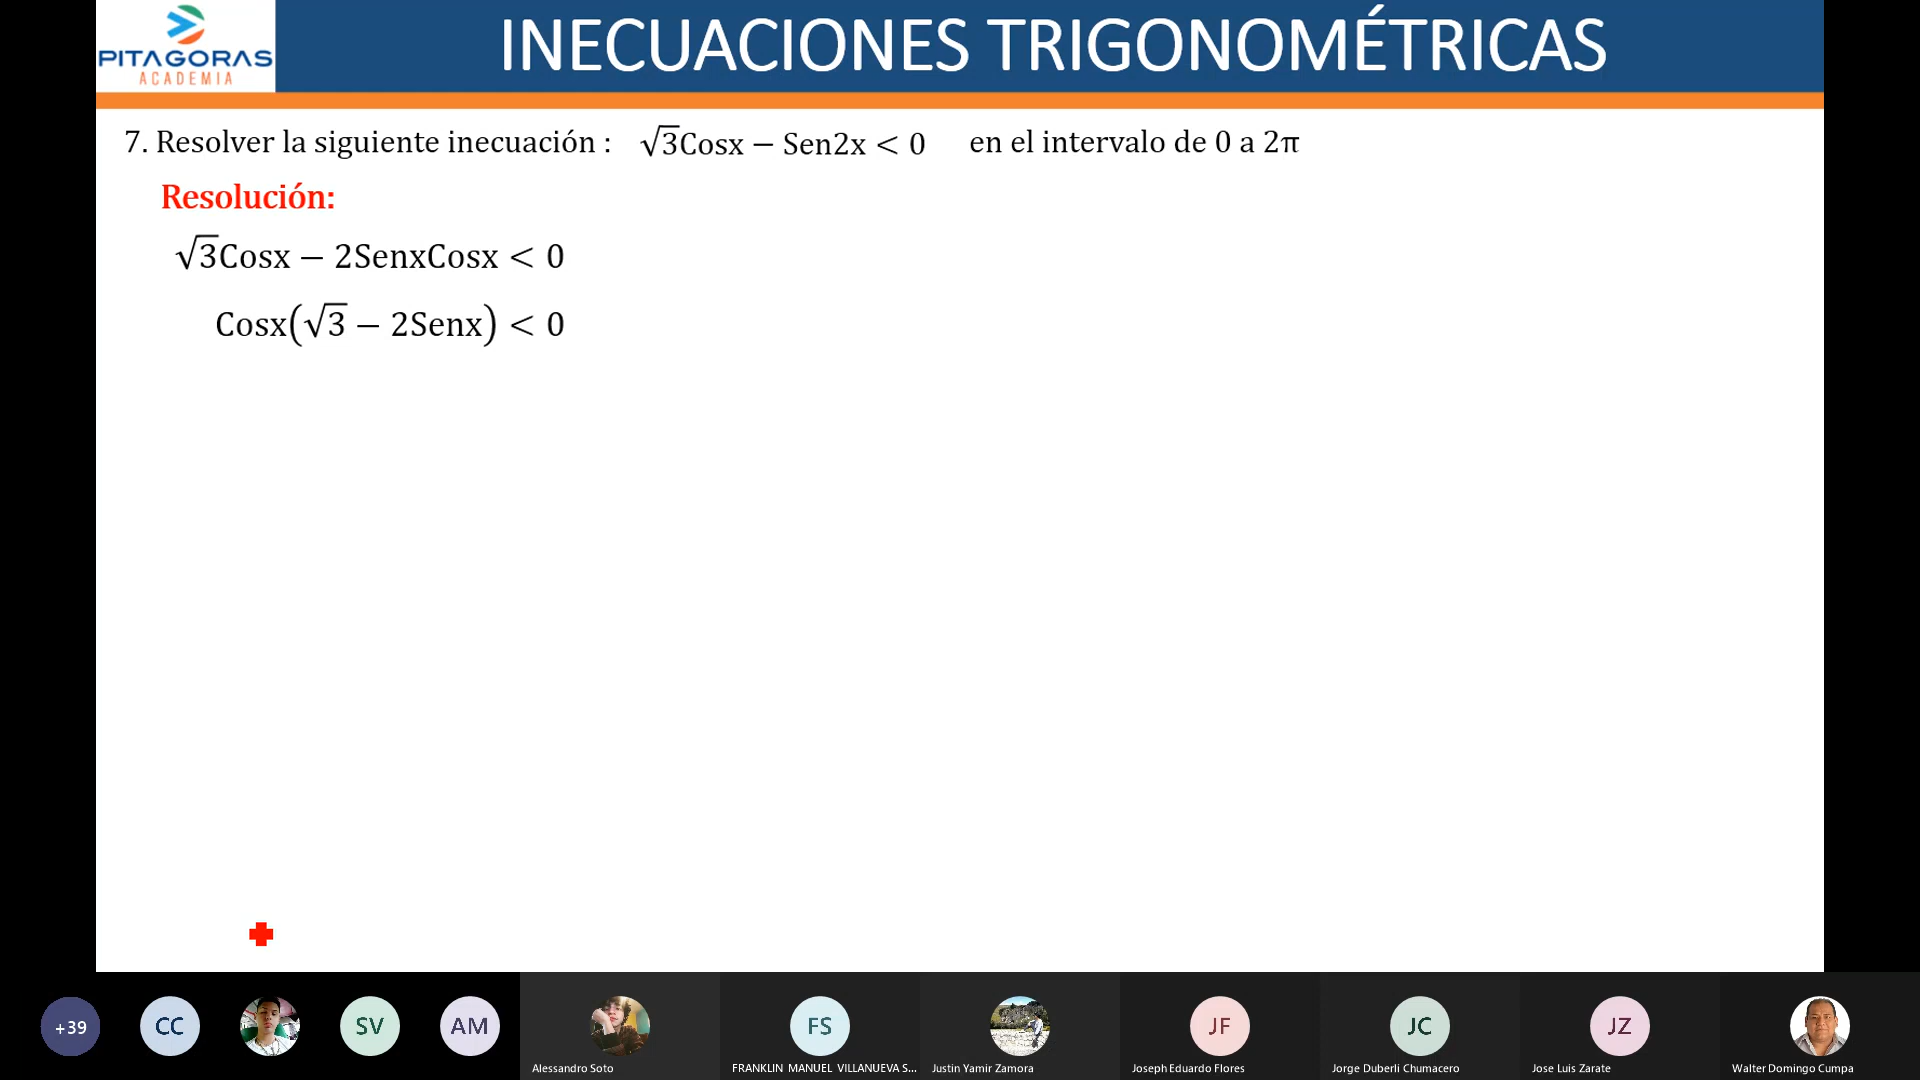 PITAGORAS
ACADEMIA
INECUACIONES TRIGONOMÉTRICAS
7. Resolver la siguiente inecuación : √3Cosx − Sen2x < 0 en el intervalo de 0 a 2π
Resolución:
√3Cosx − 2SenxCosx < 0
Cosx(√3 − 2Senx) < 0
+39
CC
SV
AM
FS
JF
JC
JZ
Alessandro Soto
FRANKLIN MANUEL VILLANUEVA S...
Justin Yamir Zamora
Joseph Eduardo Flores
Jorge Duberli Chumacero
Jose Luis Zarate
Walter Domingo Cumpa